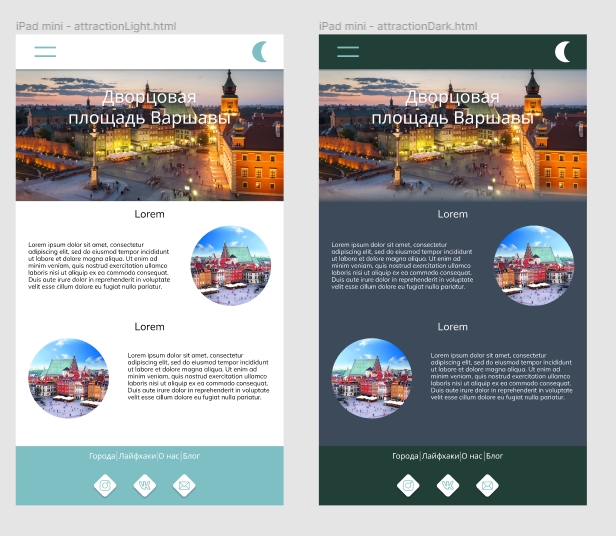 iPad mini - attractionLight.html
Дворцовая
площадь Варшавы
Lorem
Lorem ipsum dolor sit amet, consectetur
adipiscing elit, sed do eiusmod tempor incididunt
ut labore et dolore magna aliqua. Ut enim ad
minim veniam, quis nostrud exercitation ullamco
laboris nisi ut aliquip ex ea commodo consequat.
Duis aute irure dolor in reprehenderit in voluptate
velit esse cillum dolore eu fugiat nulla pariatur.
Lorem
Lorem ipsum dolor sit amet, consectetur
adipiscing elit, sed do eiusmod tempor incididunt
ut labore et dolore magna aliqua. Ut enim ad
minim veniam, quis nostrud exercitation ullamco
laboris nisi ut aliquip ex ea commodo consequat.
Duis aute irure dolor in reprehenderit in voluptate
velit esse cillum dolore eu fugiat nulla pariatur.
Города|Лайфхаки|О нас|Блог
iPad mini - attractionDark.html
Дворцовая
площадь Варшавы
Lorem
Lorem ipsum dolor sit amet, consectetur
adipiscing elit, sed do eiusmod tempor incididunt
ut labore et dolore magna aliqua. Ut enim ad
minim veniam, quis nostrud exercitation ullamco
laboris nisi ut aliquip ex ea commodo consequat.
Duis aute irure dolor in reprehenderit in voluptate
velit esse cillum dolore eu fugiat nulla pariatur.
Lorem
Lorem ipsum dolor sit amet, consectetur
adipiscing elit, sed do eiusmod tempor incididunt
ut labore et dolore magna aliqua. Ut enim ad
minim veniam, quis nostrud exercitation ullamco
laboris nisi ut aliquip ex ea commodo consequat.
Duis aute irure dolor in reprehenderit in voluptate
velit esse cillum dolore eu fugiat nulla pariatur.
Города|Лайфхаки|О нас|Блог